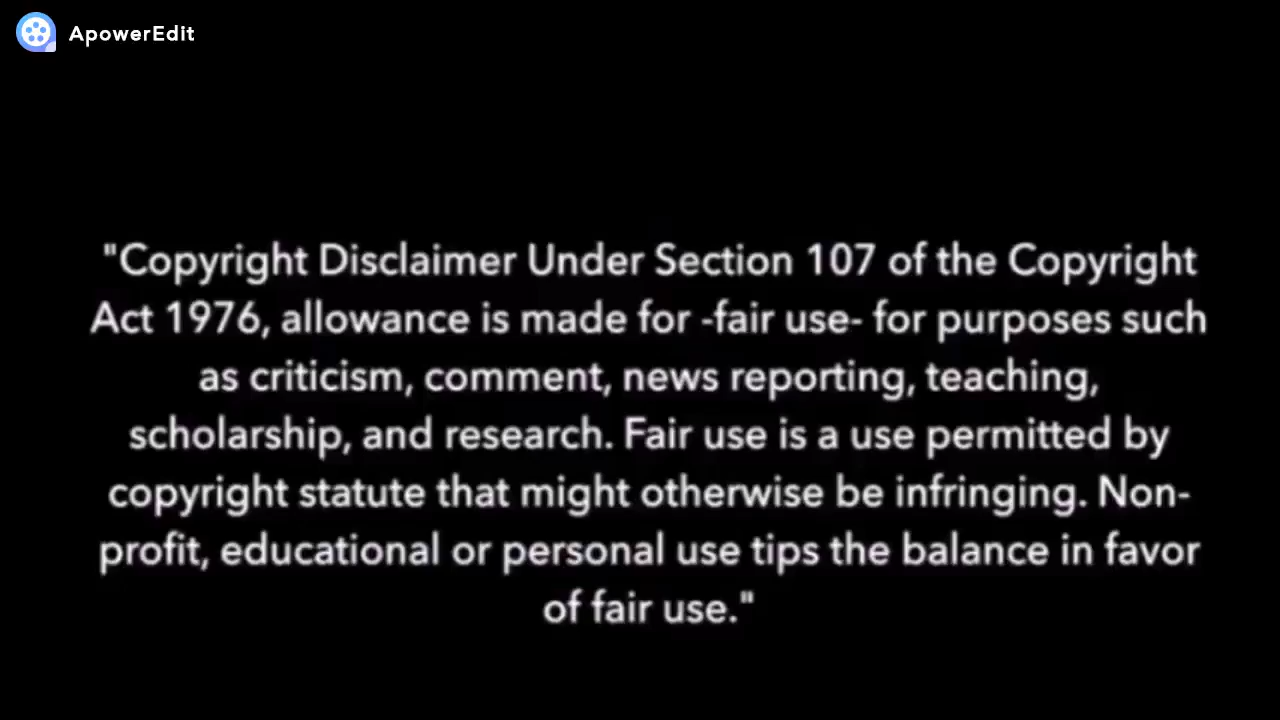 ApowerEdit
"Copyright Disclaimer Under Section 107 of the Copyright
Act 1976, allowance is made for -fair use- for purposes such
as criticism, comment, news reporting, teaching,
scholarship, and research. Fair use is a use permitted by
copyright statute that might otherwise be infringing. Non-
profit, educational or personal use tips the balance in favor
of fair use."